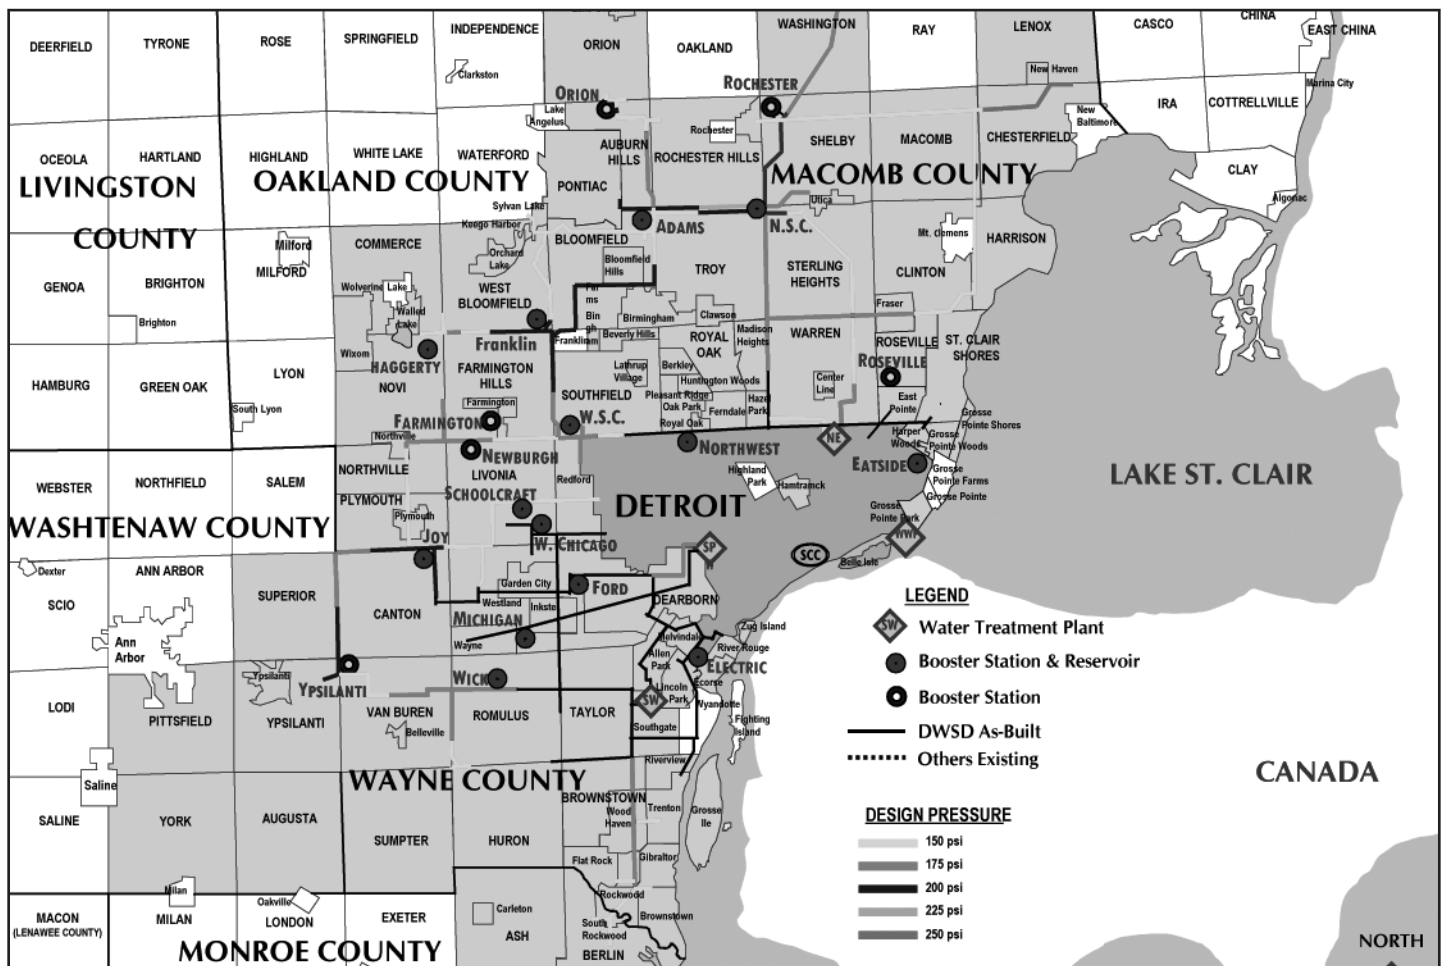 DEERFIELD
TYRONE
ROSE
SPRINGFIELD
INDEPENDENCE
ORION
OAKLAND
WASHINGTON
RAY
LENOX
CASCO
CHINA
EAST CHINA
Clarkston
New Haven
Marina City
ORION
ROCHESTER
Lake
Angelus
Rochester
New
Baltimore
IRA
COTTRELLVILLE
OCEOLA
HARTLAND
HIGHLAND
WHITE LAKE
WATERFORD
AUBURN
HILLS
ROCHESTER HILLS
SHELBY
MACOMB
CHESTERFIELD
LIVINGSTON
COUNTY
OAKLAND COUNTY
MACOMB COUNTY
PONTIAC
CLAY
Algonac
Sylvan Lake
Keego Harbor
Utica
ADAMS
N.S.C.
Mt. clemens
HARRISON
Milford
MILFORD
COMMERCE
Orchard
Lake
BLOOMFIELD
Bloomfield
Hills
TROY
STERLING
HEIGHTS
CLINTON
GENOA
BRIGHTON
Brighton
Wolverine Lake
Walled
Lake
WEST
BLOOMFIELD
Far
ms
Bin
gh
am
Birmingham
Clawson
Fraser
Franklin
Franklin
Beverly Hills
ROYAL
OAK
Madison
Heights
WARREN
ROSEVILLE
ST. CLAIR
SHORES
ROSEVILLE
Wixom
HAGGERTY
NOVI
FARMINGTON
HILLS
Lathrup
Village
Berkley
Huntington Woods
Center
Line
HAMBURG
GREEN OAK
LYON
South Lyon
Farmington
SOUTHFIELD
Pleasant Ridge
Oak Park
Ferndale
Hazel
Park
Royal Oak
East
Pointe
Grosse
Pointe Shores
FARMINGTON
W.S.C.
Northville
NEWBURGH
NORTHWEST
NE
Harper
Woods
Grosse
Pointe Woods
EATSIDE
Grosse
Pointe Farms
Grosse Pointe
Grosse
Pointe Park
LAKE ST. CLAIR
WEBSTER
NORTHFIELD
SALEM
NORTHVILLE
LIVONIA
Redford
Highland
Park
Hamtramck
PLYMOUTH
Plymouth
SCHOOLCRAFT
DETROIT
WASHTENAW COUNTY
JOY
W. CHICAGO
SP
SCC
WWP
Belle Isle
Dexter
SCIO
ANN ARBOR
SUPERIOR
CANTON
Garden City
Westland
Inkster
FORD
DEARBORN
Ann
Arbor
MICHIGAN
Wayne
Melvindale
Zug Island
River Rouge
Allen
Park
ELECTRIC
Ecorse
YPSILANTI
Ypsilanti
WICK
Lincoln
Park
SW
Wyandotte
Fighting
Island
LODI
PITTSFIELD
YPSILANTI
VAN BUREN
Belleville
ROMULUS
TAYLOR
Southgate
Riverview
Saline
WAYNE COUNTY
BROWNSTOWN
Wood
Haven
Trenton
Grosse
Ile
SALINE
YORK
AUGUSTA
SUMPTER
HURON
Flat Rock
Gibraltor
Milan
Oakville
Rockwood
MACON
(LENAWEE COUNTY)
MILAN
LONDON
EXETER
Carleton
ASH
South
Rockwood
Brownstown
BERLIN
MONROE COUNTY
LEGEND
SW
Water Treatment Plant
Booster Station & Reservoir
Booster Station
DWSD As-Built
Others Existing
CANADA
DESIGN PRESSURE
150 psi
175 psi
200 psi
225 psi
250 psi
NORTH